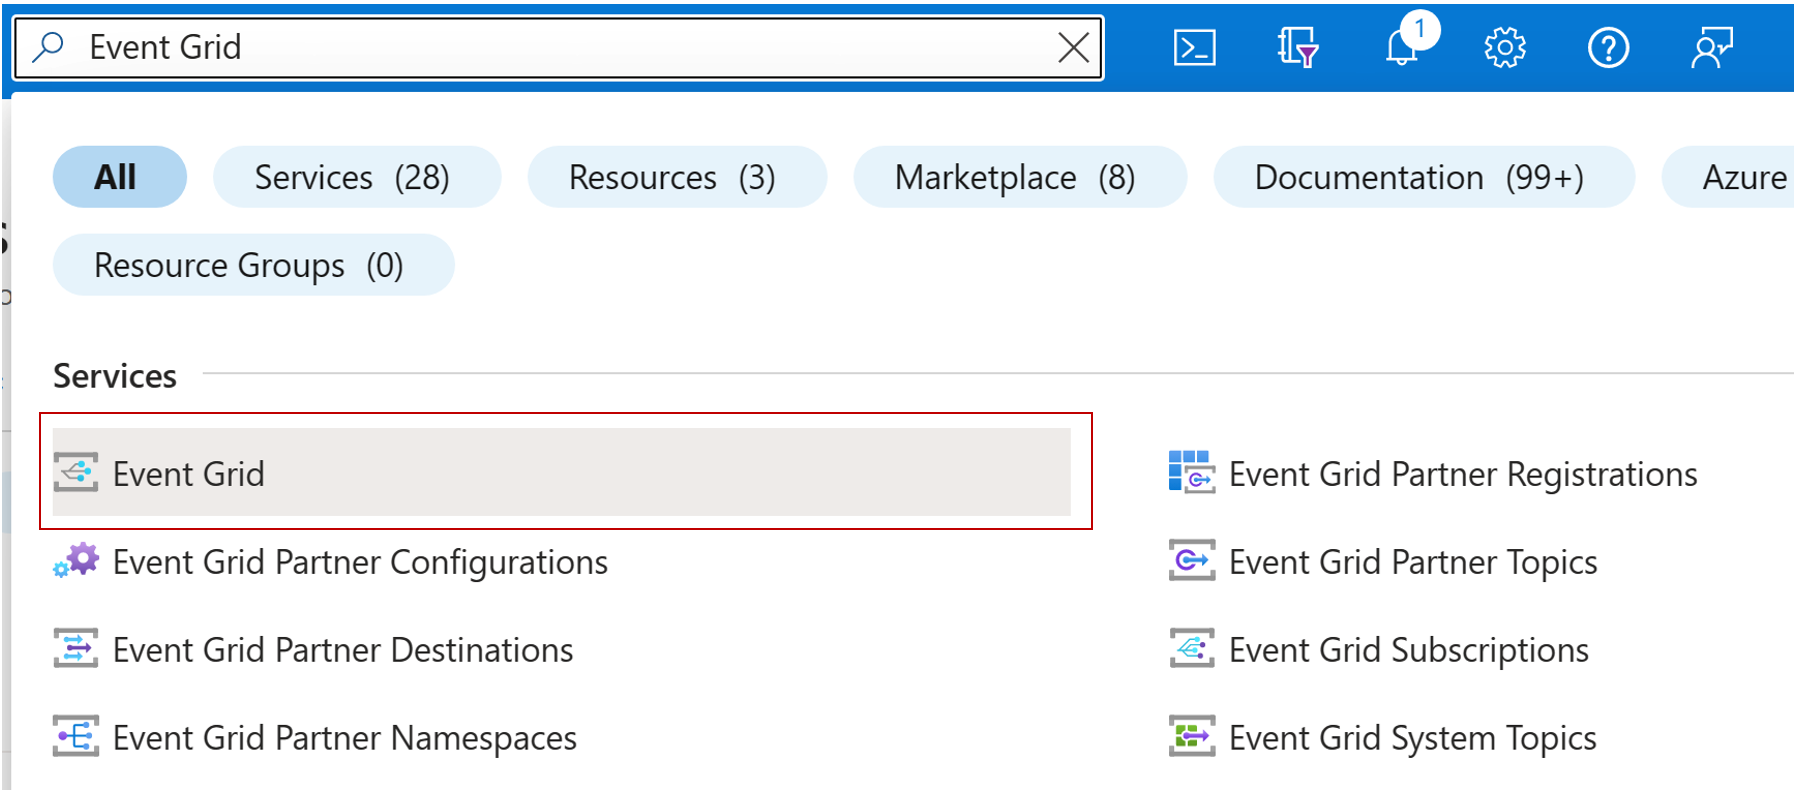 Event Grid
1
All
Services (28)
Resources (3)
Marketplace (8)
Documentation (99+)
Azure
Resource Groups (0)
Services
Event Grid
Event Grid Partner Configurations
Event Grid Partner Destinations
Event Grid Partner Namespaces
Event Grid Partner Registrations
Event Grid Partner Topics
Event Grid Subscriptions
Event Grid System Topics